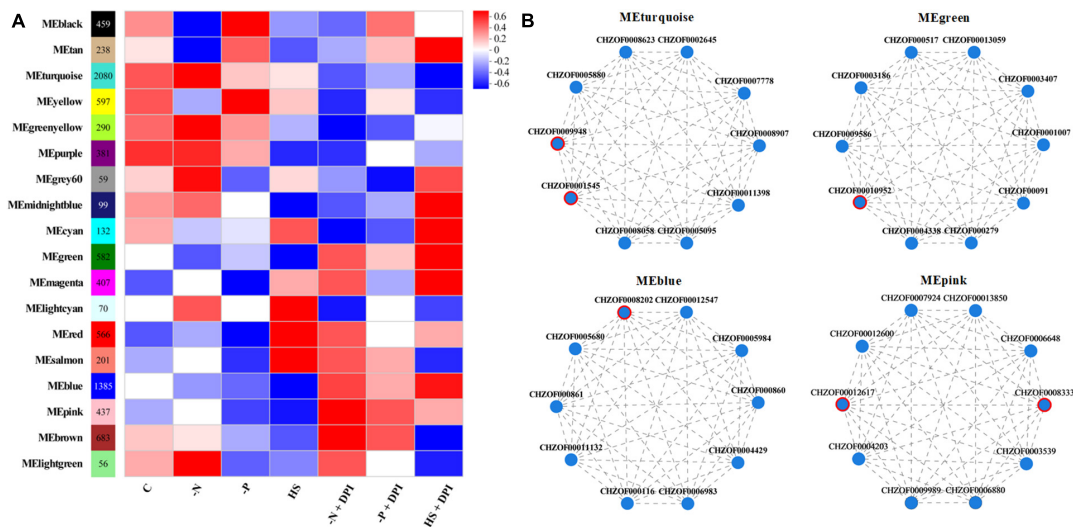 A
MEblack 459
MEtan 238
MEturquoise 2080
MEyellow 597
MEgreenyellow 290
MEpurple 381
MEgrey60 59
MEmidnightblue 99
MEcyan 132
MEgreen 582
MEmagenta 407
MElightcyan 70
MEred 566
MEsalmon 201
MEblue 1385
MEpink 437
MEbrown 683
MElightgreen 56
C -N -P HS -N + DPI -P + DPI HS + DPI
0.6
0.4
0.2
0
-0.2
-0.4
-0.6
B
MEturquoise
CHZOF0008623 CHZOF0002645
CHZOF0005880 CHZOF0007778
CHZOF0009948 CHZOF0008907
CHZOF0001545 CHZOF00011398
CHZOF0008058 CHZOF0005095
MEgreen
CHZOF000517 CHZOF00013059
CHZOF0003186 CHZOF0003407
CHZOF0009586 CHZOF0001007
CHZOF00010952 CHZOF00091
CHZOF0004338 CHZOF000279
MEblue
CHZOF0008202 CHZOF00012547
CHZOF0005680 CHZOF0005984
CHZOF000861 CHZOF000860
CHZOF00011132 CHZOF0004429
CHZOF000116 CHZOF0006983
MEpink
CHZOF0007924 CHZOF00013850
CHZOF00012600 CHZOF0006648
CHZOF00012617 CHZOF0008333
CHZOF0004203 CHZOF0003539
CHZOF0009989 CHZOF0006880